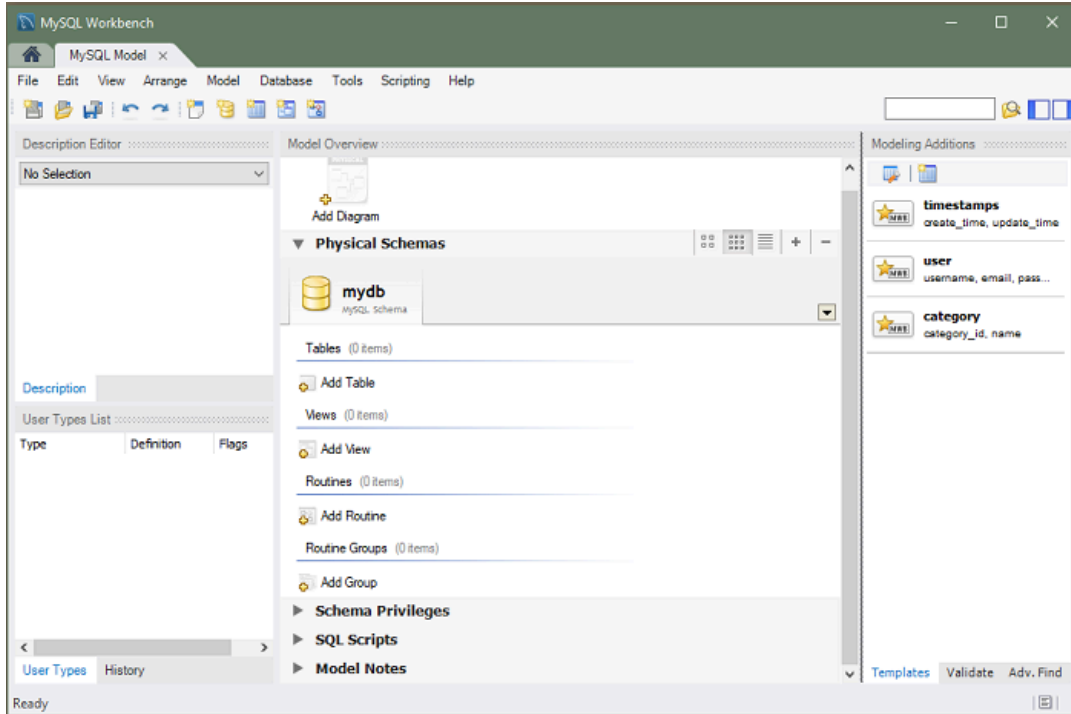 MySQL Workbench
MySQL Model
File Edit View Arrange Model Database Tools Scripting Help
Description Editor
No Selection
Description
User Types List
Type Definition Flags
User Types History
Model Overview
Add Diagram
Physical Schemas
mydb
MySQL Schema
Tables (0 items)
Add Table
Views (0 items)
Add View
Routines (0 items)
Add Routine
Routine Groups (0 items)
Add Group
Schema Privileges
SQL Scripts
Model Notes
Modeling Additions
timestamps
create_time, update_time
user
username, email, pass...
category
category_id, name
Templates Validate Adv. Find
Ready